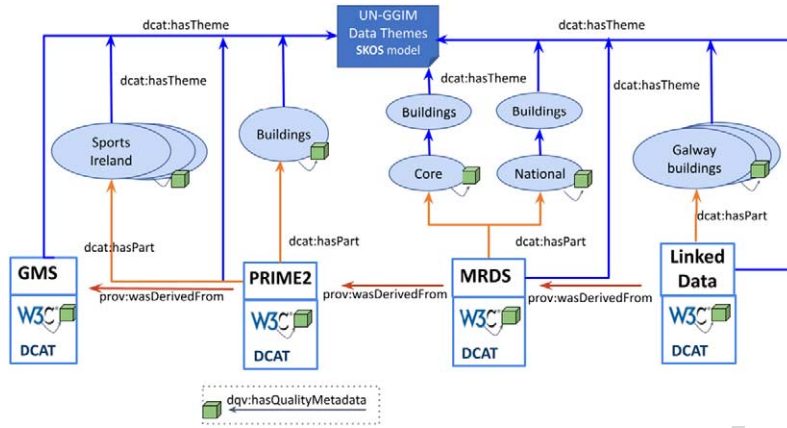 dcat:hasTheme
UN-GGIM
Data Themes
SKOS model
dcat:hasTheme
dcat:hasTheme
dcat:hasTheme
dcat:hasTheme
Sports
Ireland
Buildings
Buildings
Buildings
Galway
buildings
Core
National
dcat:hasPart
dcat:hasPart
dcat:hasPart
dcat:hasPart
GMS
PRIME2
MRDS
Linked
Data
prov:wasDerivedFrom
prov:wasDerivedFrom
prov:wasDerivedFrom
W3C
DCAT
W3C
DCAT
W3C
DCAT
W3C
DCAT
dqv:hasQualityMetadata